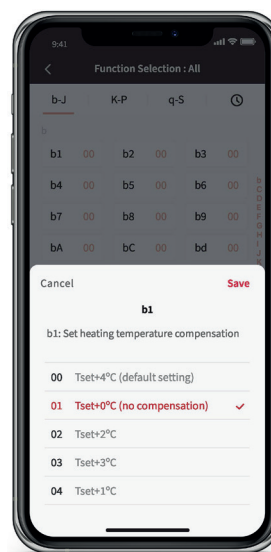 9:41
Function Selection : All
b-J K-P q-S
b
b1 00 b2 00 b3 00
b4 00 b5 00 b6 00
b7 00 b8 00 b9 00
bA 00 bC 00 bd 00
B
C
D
E
F
G
H
I
J
K
Cancel Save
b1
b1: Set heating temperature compensation
00 Tset+4°C (default setting)
01 Tset+0°C (no compensation)
02 Tset+2°C
03 Tset+3°C
04 Tset+1°C